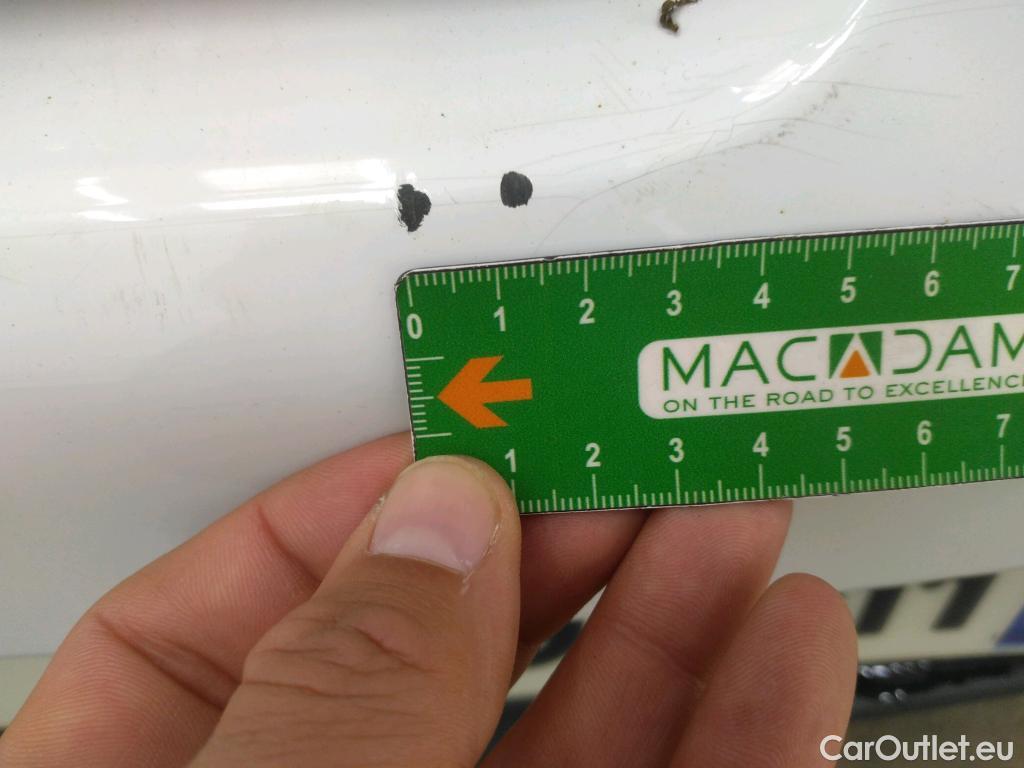 0 1 2 3 4 5 6 7
MACADAM
ON THE ROAD TO EXCELLENCE
1 2 3 4 5 6 7
CarOutlet.eu